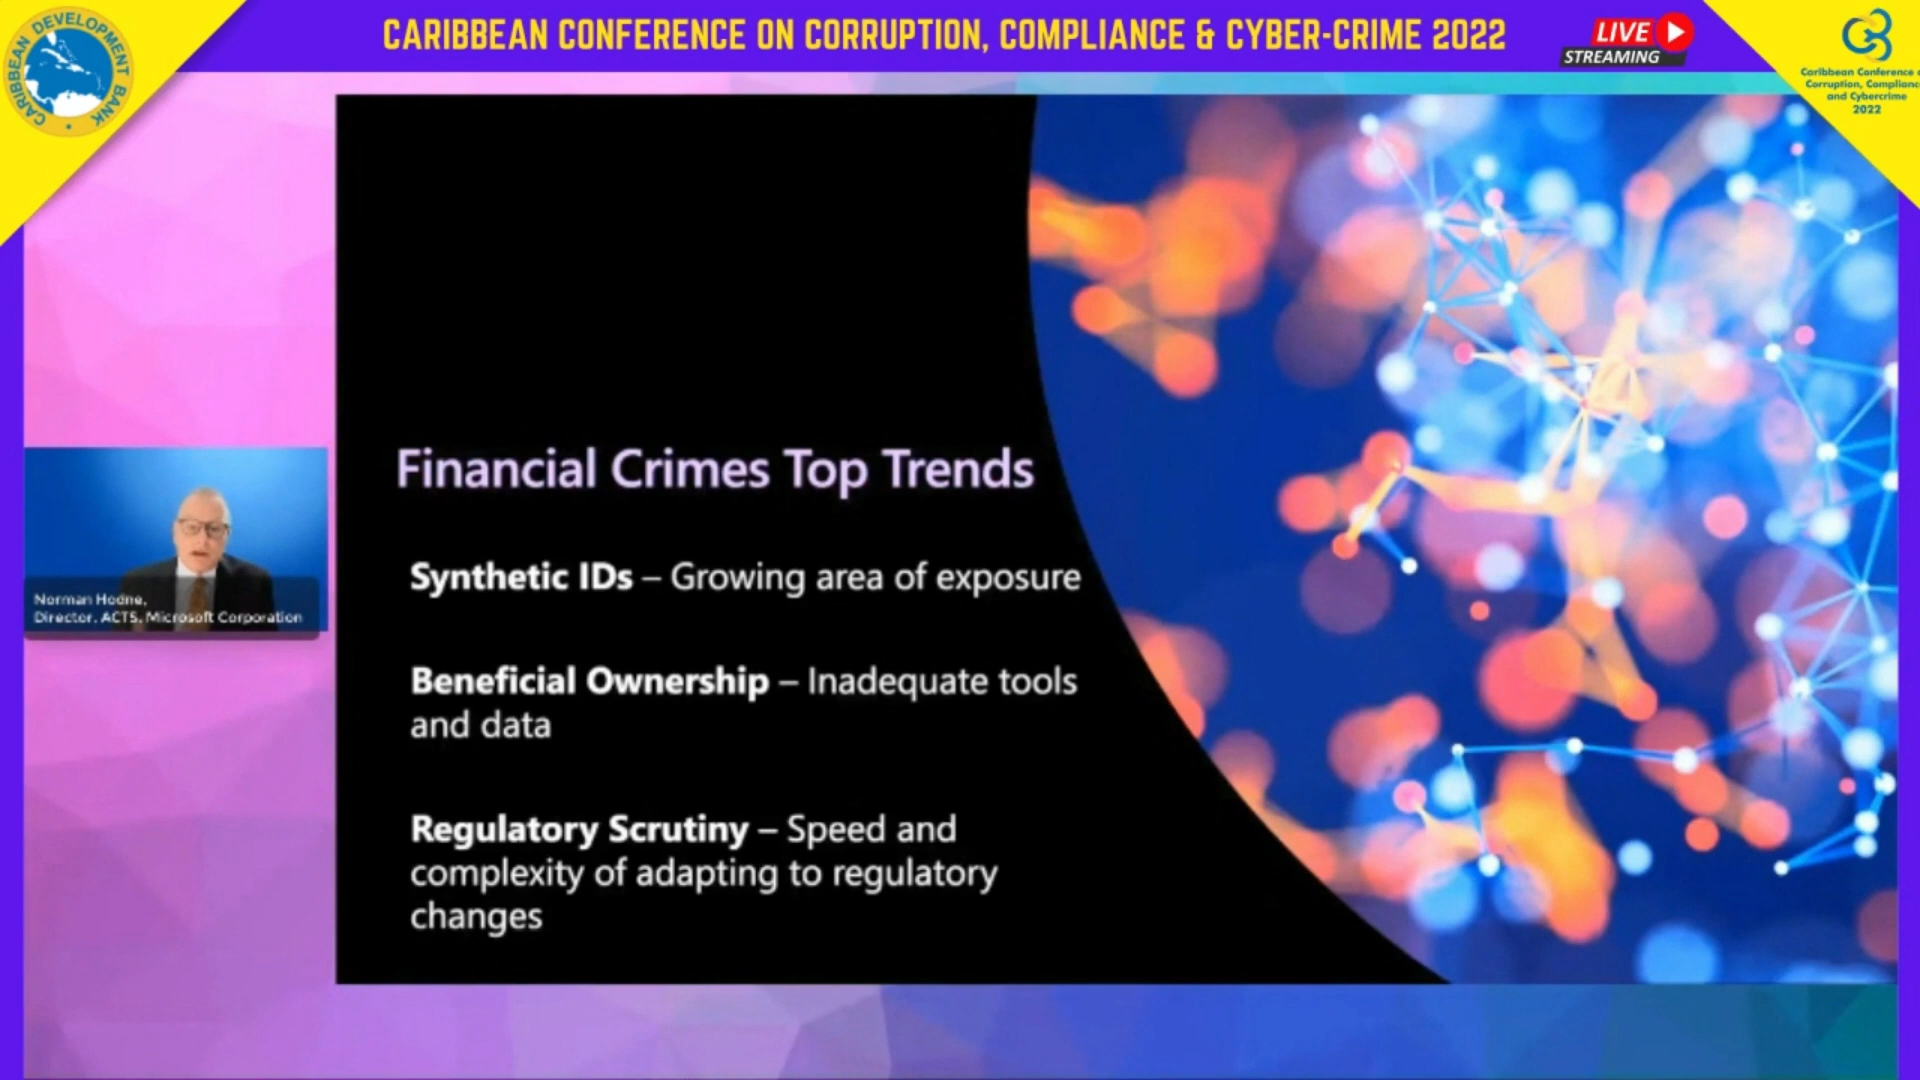 CARIBBEAN CONFERENCE ON CORRUPTION, COMPLIANCE & CYBER-CRIME 2022
LIVE
STREAMING
CARIBBEAN DEVELOPMENT BANK
Caribbean Conference
Corruption, Complianc
and Cybercrime
2022
Financial Crimes Top Trends
Synthetic IDs – Growing area of exposure
Beneficial Ownership – Inadequate tools
and data
Regulatory Scrutiny – Speed and
complexity of adapting to regulatory
changes
Norman Hodne,
Director, ACTS, Microsoft Corporation